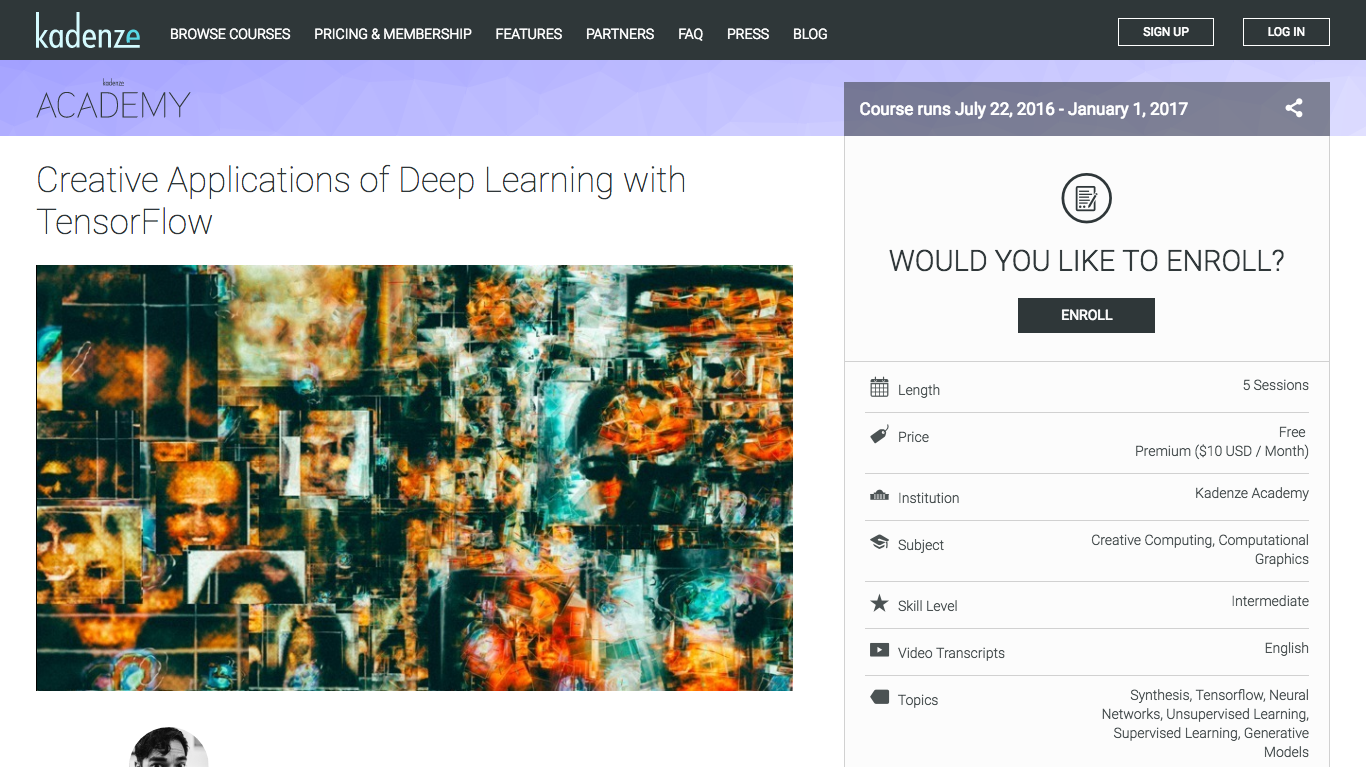 kadenze BROWSE COURSES PRICING & MEMBERSHIP FEATURES PARTNERS FAQ PRESS BLOG SIGN UP LOG IN
kadenze
ACADEMY
Course runs July 22, 2016 - January 1, 2017
Creative Applications of Deep Learning with
TensorFlow
WOULD YOU LIKE TO ENROLL?
ENROLL
Length 5 Sessions
Price Free
Premium ($10 USD / Month)
Institution Kadenze Academy
Subject Creative Computing, Computational
Graphics
Skill Level Intermediate
Video Transcripts English
Topics Synthesis, Tensorflow, Neural
Networks, Unsupervised Learning,
Supervised Learning, Generative
Models